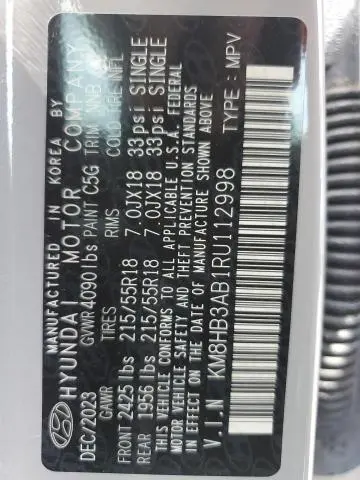 MANUFACTURED IN KOREA BY
HYUNDAI MOTOR COMPANY
DEC/2023 GVWR 4090 lbs PAINT C5G TRIM NNB
GAWR TIRES RIMS COLD TIRE INFL
FRONT 2425 lbs 215/55R18 7.0JX18 33psi SINGLE
REAR 1956 lbs 215/55R18 7.0JX18 33psi SINGLE
THIS VEHICLE CONFORMS TO ALL APPLICABLE U.S.A. FEDERAL
MOTOR VEHICLE SAFETY AND THEFT PREVENTION STANDARDS
IN EFFECT ON THE DATE OF MANUFACTURE SHOWN ABOVE
V.I.N KM8HB3AB1RU112998 TYPE : MPV